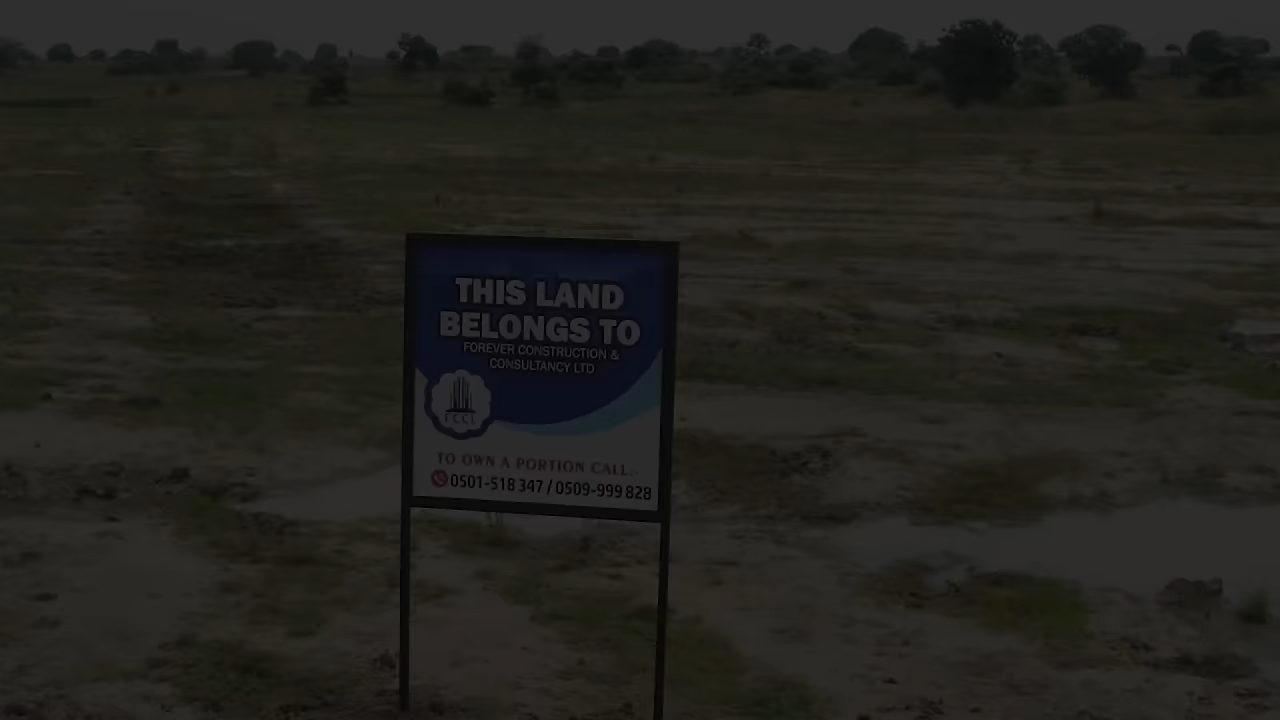 THIS LAND
BELONGS TO
FOREVER CONSTRUCTION &
CONSULTANCY LTD
FCCL
TO OWN A PORTION CALL:-
0501-518 347 / 0509-999 828